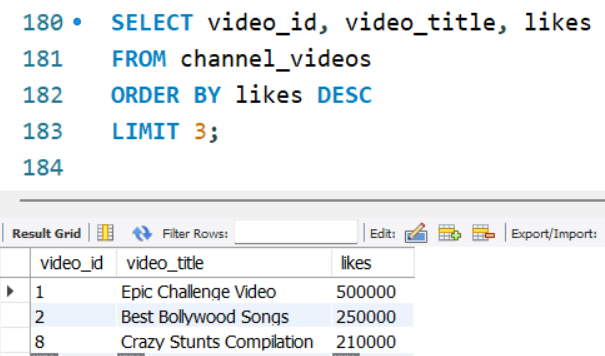 180 SELECT video_id, video_title, likes
181 FROM channel_videos
182 ORDER BY likes DESC
183 LIMIT 3;
184
Result Grid Filter Rows: Edit: Export/Import:
video_id video_title likes
1 Epic Challenge Video 500000
2 Best Bollywood Songs 250000
8 Crazy Stunts Compilation 210000